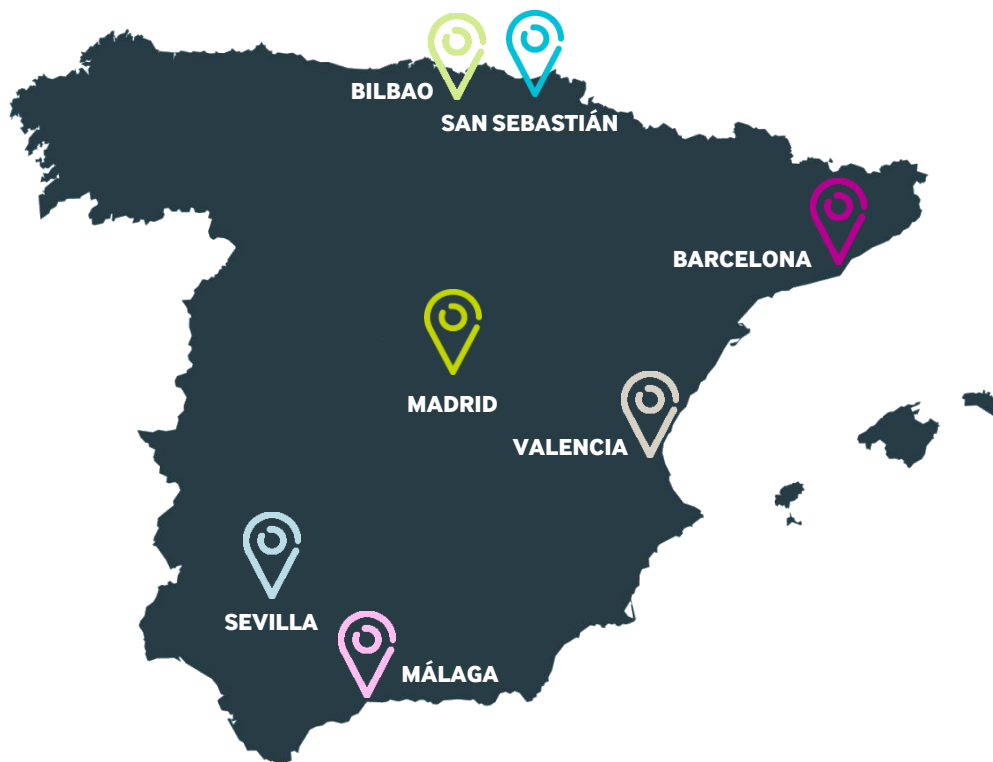 BILBAO
SAN SEBASTIÁN
BARCELONA
MADRID
VALENCIA
SEVILLA
MÁLAGA